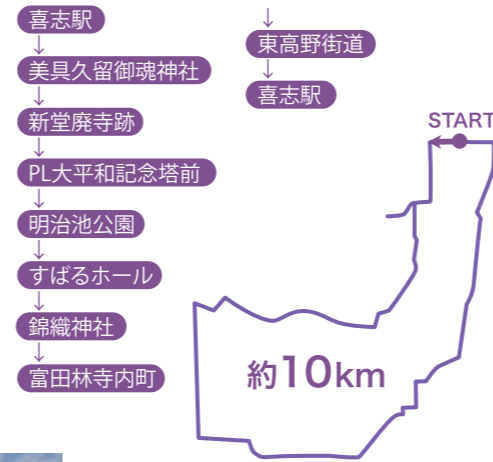 喜志駅
↓
美具久留御魂神社
↓
新堂廃寺跡
↓
PL大平和記念塔前
↓
明治池公園
↓
すばるホール
↓
錦織神社
↓
富田林寺内町
↓
東高野街道
↓
喜志駅
START
約10km